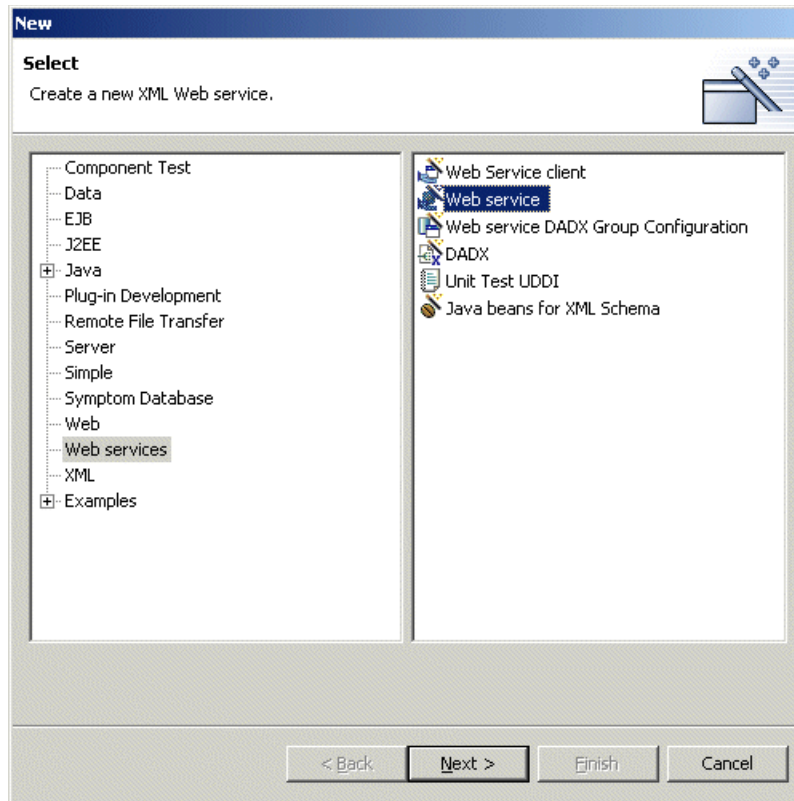 New
Select
Create a new XML Web service.
Component Test
Data
EJB
J2EE
Java
Plug-in Development
Remote File Transfer
Server
Simple
Symptom Database
Web
Web services
XML
Examples
Web Service client
Web service
Web service DADX Group Configuration
DADX
Unit Test UDDI
Java beans for XML Schema
< Back
Next >
Finish
Cancel